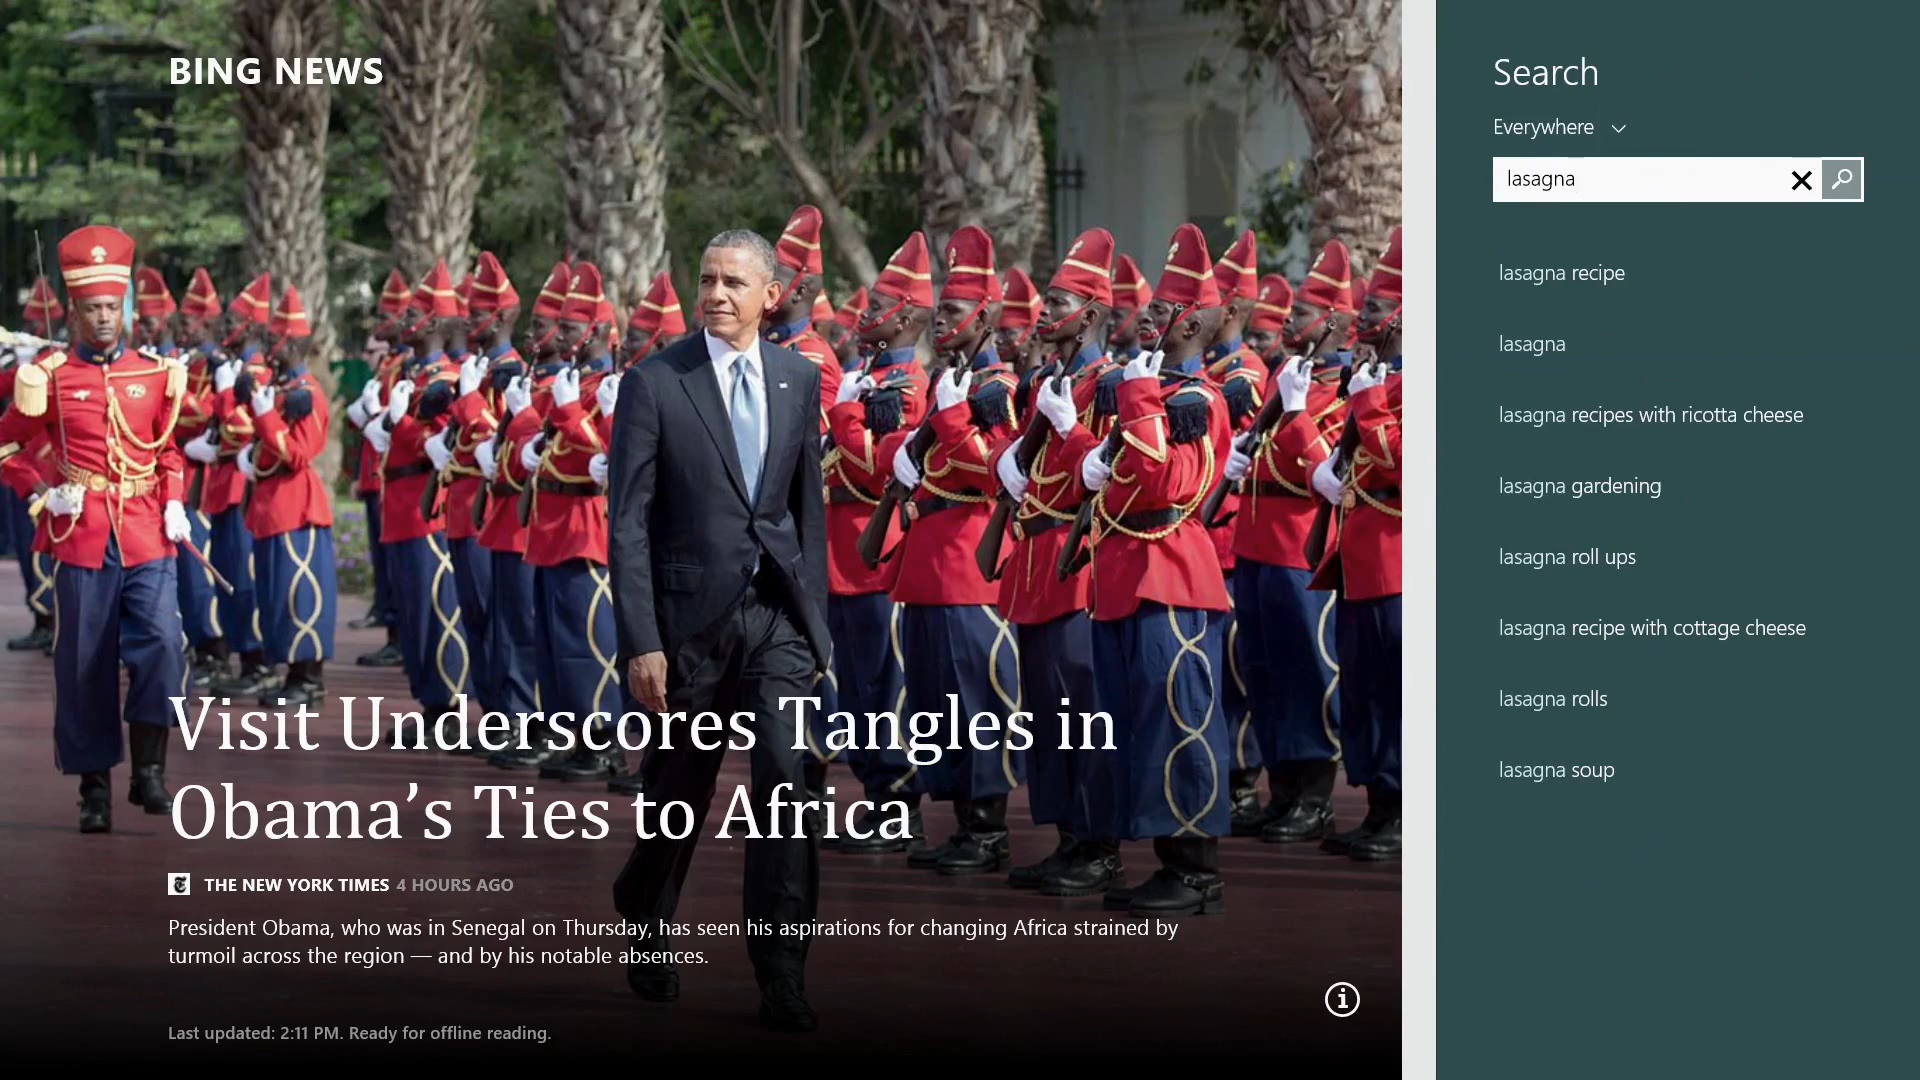 BING NEWS
Visit Underscores Tangles in
Obama’s Ties to Africa
THE NEW YORK TIMES 4 HOURS AGO
President Obama, who was in Senegal on Thursday, has seen his aspirations for changing Africa strained by
turmoil across the region — and by his notable absences.
Last updated: 2:11 PM. Ready for offline reading.
Search
Everywhere
lasagna
lasagna recipe
lasagna
lasagna recipes with ricotta cheese
lasagna gardening
lasagna roll ups
lasagna recipe with cottage cheese
lasagna rolls
lasagna soup